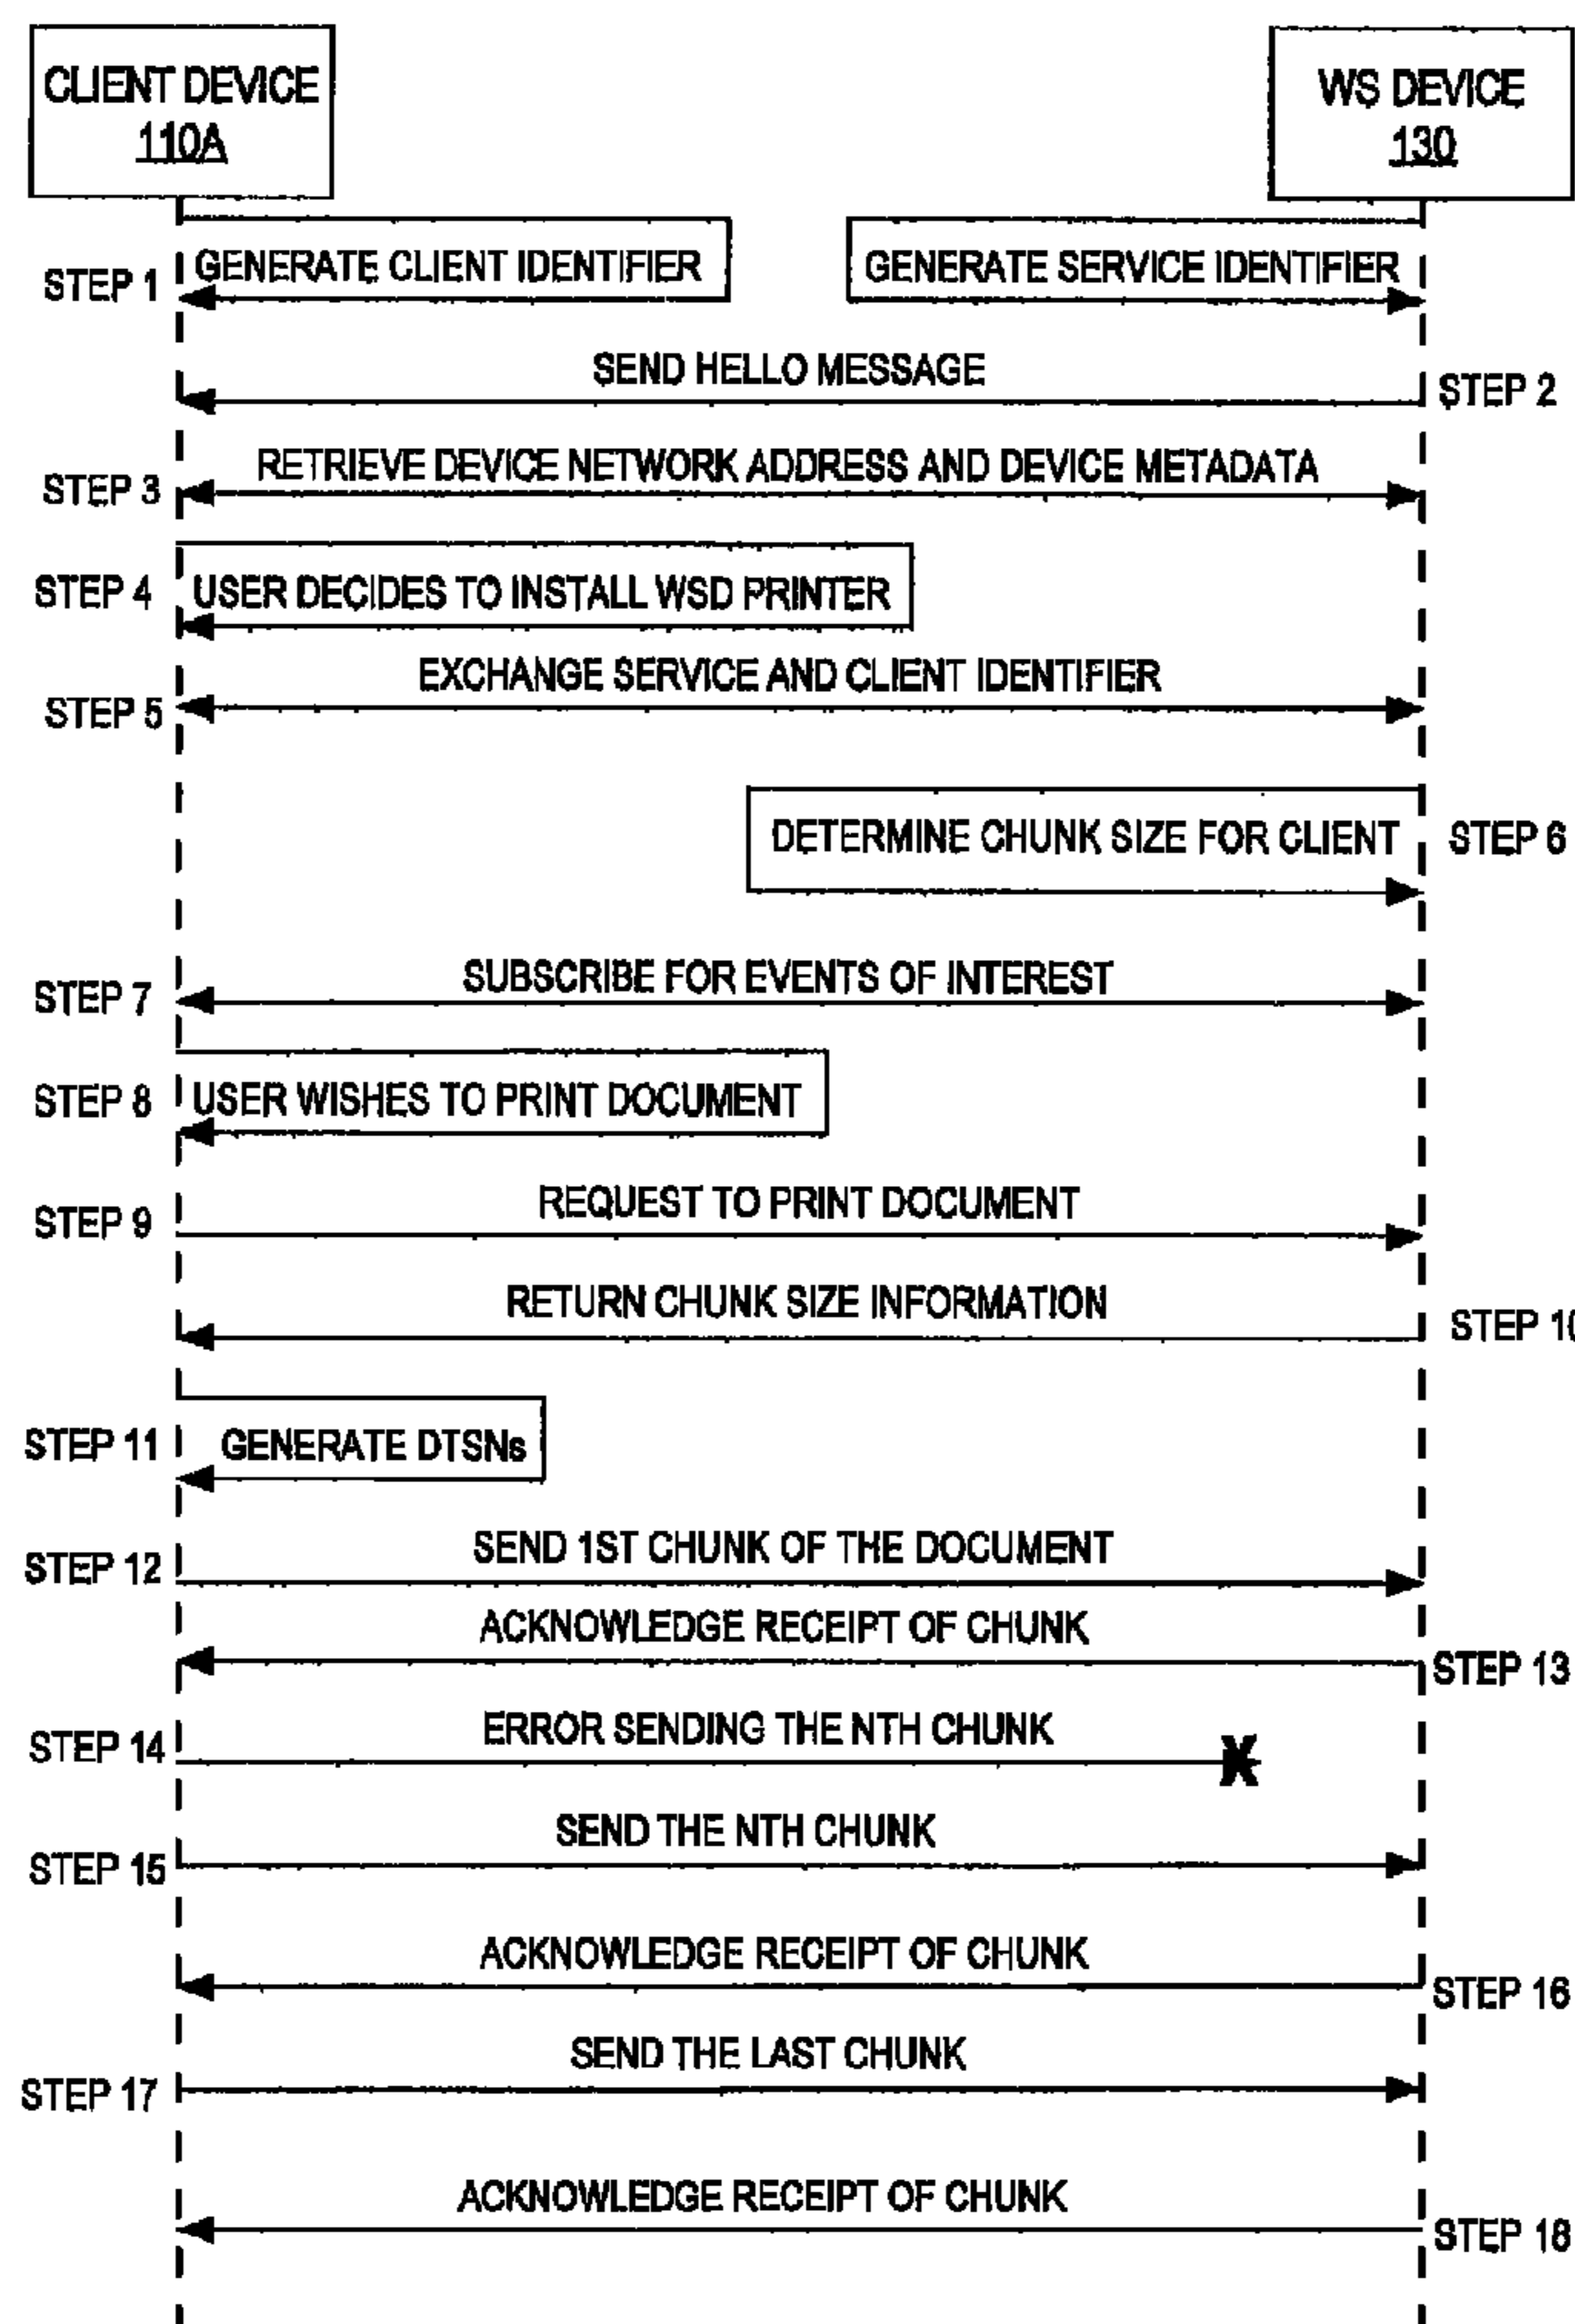 CLIENT DEVICE
110A
WS DEVICE
130
STEP 1
GENERATE CLIENT IDENTIFIER
GENERATE SERVICE IDENTIFIER
SEND HELLO MESSAGE
STEP 2
RETRIEVE DEVICE NETWORK ADDRESS AND DEVICE METADATA
STEP 3
STEP 4
USER DECIDES TO INSTALL WSD PRINTER
EXCHANGE SERVICE AND CLIENT IDENTIFIER
STEP 5
DETERMINE CHUNK SIZE FOR CLIENT
STEP 6
SUBSCRIBE FOR EVENTS OF INTEREST
STEP 7
STEP 8
USER WISHES TO PRINT DOCUMENT
REQUEST TO PRINT DOCUMENT
STEP 9
RETURN CHUNK SIZE INFORMATION
STEP 10
STEP 11
GENERATE DTSNs
SEND 1ST CHUNK OF THE DOCUMENT
STEP 12
ACKNOWLEDGE RECEIPT OF CHUNK
STEP 13
ERROR SENDING THE NTH CHUNK
STEP 14
X
SEND THE NTH CHUNK
STEP 15
ACKNOWLEDGE RECEIPT OF CHUNK
STEP 16
SEND THE LAST CHUNK
STEP 17
ACKNOWLEDGE RECEIPT OF CHUNK
STEP 18